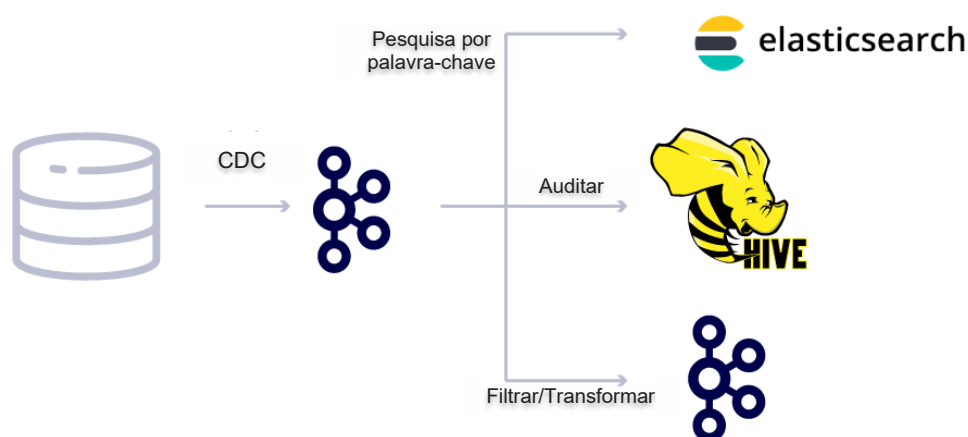 Pesquisa por
palavra-chave
elasticsearch
CDC
Auditar
HIVE
Filtrar/Transformar